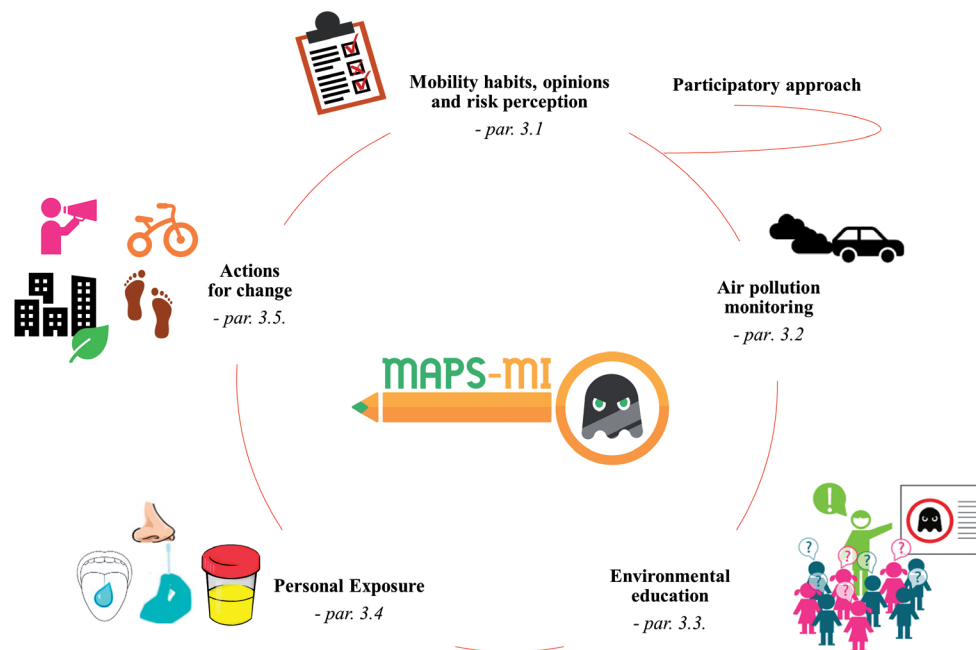 Mobility habits, opinions
and risk perception
- par. 3.1
Participatory approach
Air pollution
monitoring
- par. 3.2
Actions
for change
- par. 3.5.
MAPS-MI
!
?
?
?
?
?
?
Personal Exposure
- par. 3.4
Environmental
education
- par. 3.3.